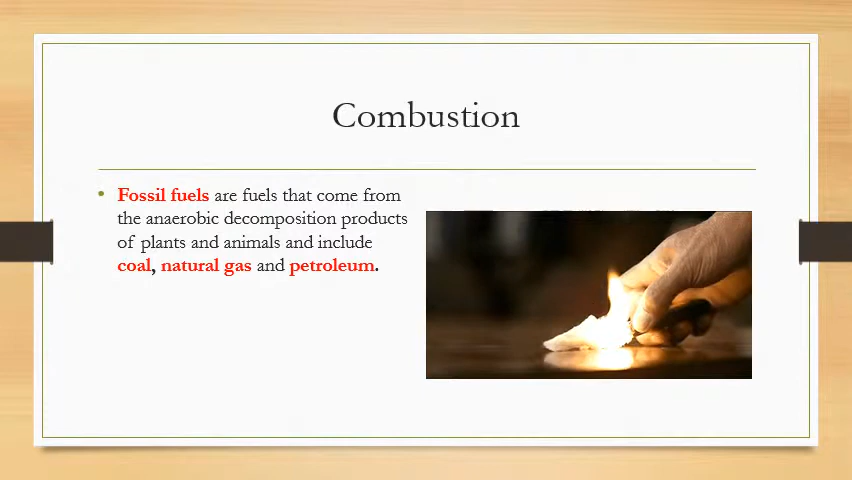 Combustion
• Fossil fuels are fuels that come from
the anaerobic decomposition products
of plants and animals and include
coal, natural gas and petroleum.